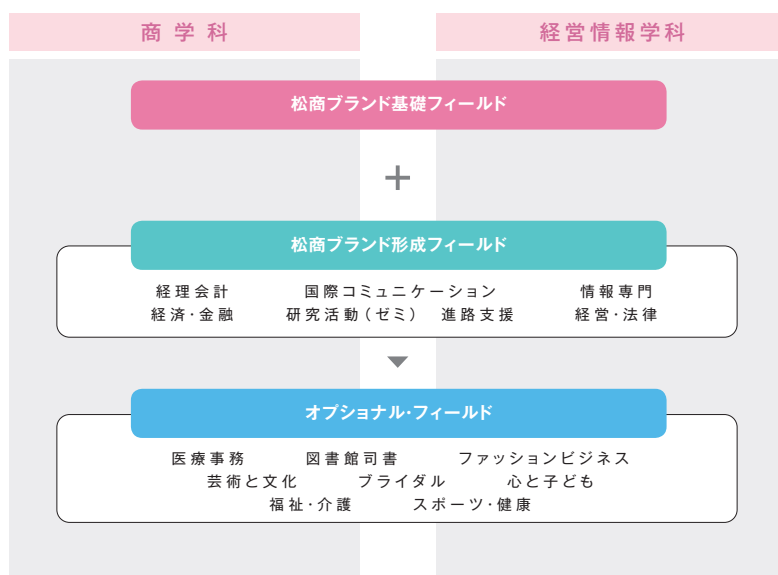 商学科
経営情報学科
松商ブランド基礎フィールド
+
松商ブランド形成フィールド
経理会計 国際コミュニケーション 情報専門
経済・金融 研究活動（ゼミ） 進路支援 経営・法律
オプショナル・フィールド
医療事務 図書館司書 ファッションビジネス
芸術と文化 ブライダル 心と子ども
福祉・介護 スポーツ・健康